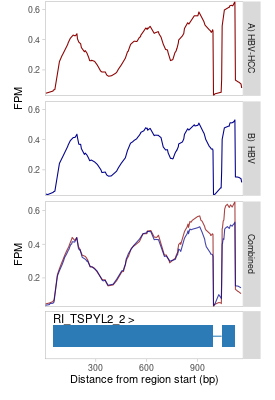 0.6
0.4
0.2
FPM
A) HBV-HCC
0.6
0.4
0.2
B) HBV
0.6
0.4
0.2
FPM
Combined
RI_TSPYL2_2 >
300 600 900
Distance from region start (bp)